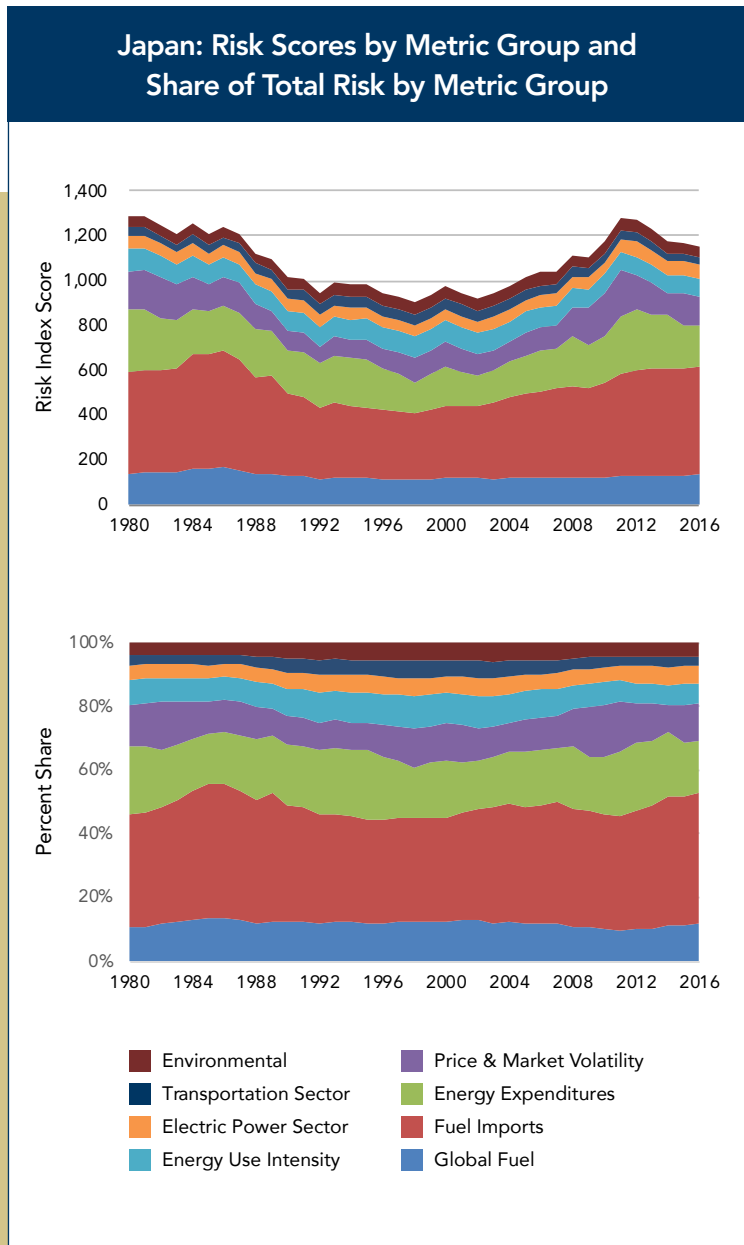 Japan: Risk Scores by Metric Group and
Share of Total Risk by Metric Group
Risk Index Score
1,400
1,200
1,000
800
600
400
200
0
1980 1984 1988 1992 1996 2000 2004 2008 2012 2016
Percent Share
100%
80%
60%
40%
20%
0%
1980 1984 1988 1992 1996 2000 2004 2008 2012 2016
Environmental
Transportation Sector
Electric Power Sector
Energy Use Intensity
Price & Market Volatility
Energy Expenditures
Fuel Imports
Global Fuel